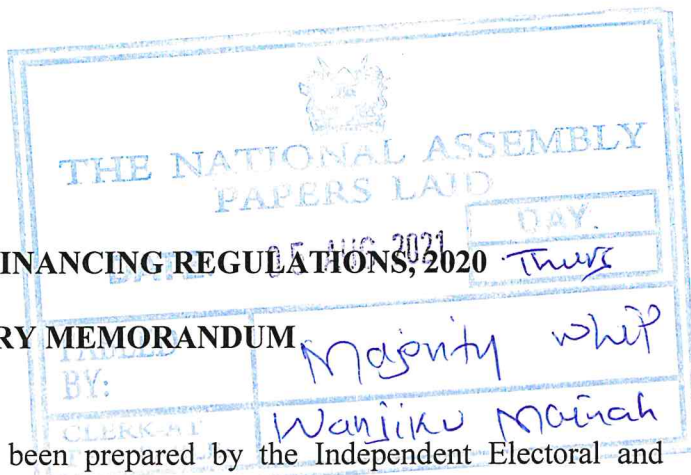 THE NATIONAL ASSEMBLY
PAPERS LAID
DAY.
INANCING REGULATIONS, 2020
DATE: 05 AUG 2021 Thurs
RY MEMORANDUM
TABLED
BY:
Majority Whip
CLERK-AT
Wanjiku
been prepared by the Independent Electoral and